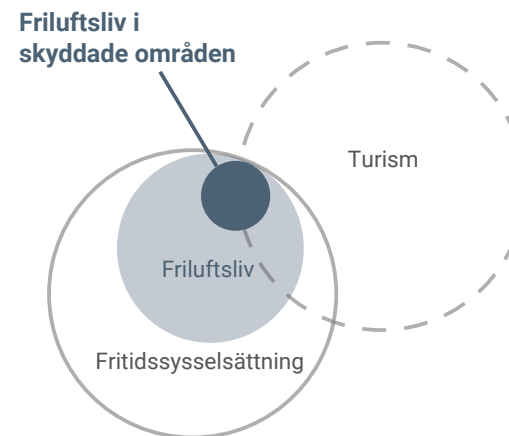 Friluftsliv i
skyddade områden
Turism
Friluftsliv
Fritidssysselsättning